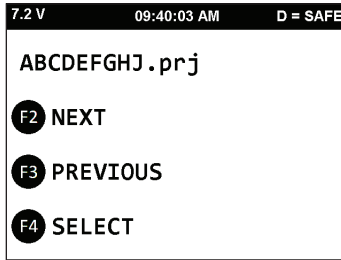 7.2 V 09:40:03 AM D = SAFE
ABCDEFGHJ.prj
F2 NEXT
F3 PREVIOUS
F4 SELECT